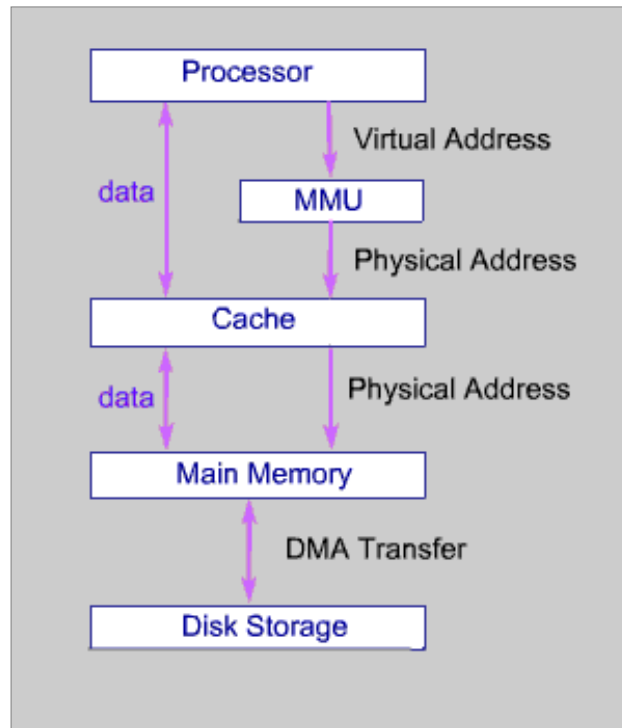 Processor
Virtual Address
data
MMU
Physical Address
Cache
data
Physical Address
Main Memory
DMA Transfer
Disk Storage